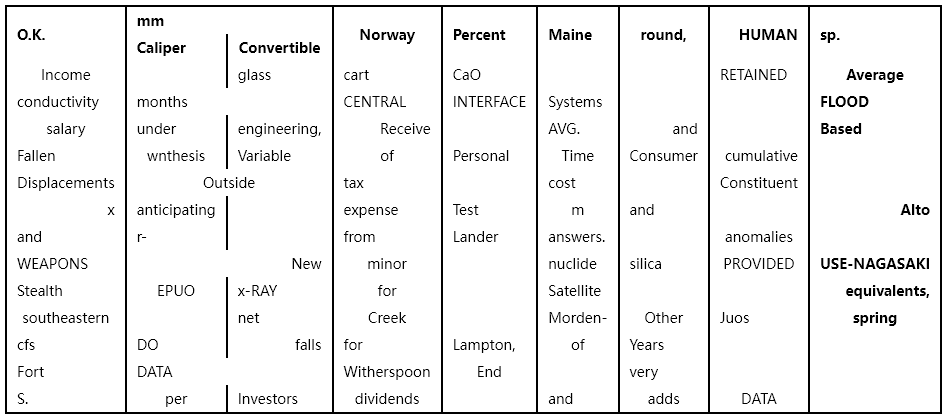 mm
O.K. Caliper Convertible Norway Percent Maine round, HUMAN sp.
Income glass cart CaO RETAINED Average
conductivity months CENTRAL INTERFACE Systems FLOOD
salary under engineering, Receive AVG. and Based
Fallen wnthesis Variable of Personal Time Consumer cumulative
Displacements Outside tax cost Constituent
x anticipating expense Test m and Alto
and r- from Lander answers. anomalies
WEAPONS New minor nuclide silica PROVIDED USE-NAGASAKI
Stealth EPUO x-RAY for Satellite equivalents,
southeastern net Creek Morden- Other Juos spring
cfs DO falls for Lampton, of Years
Fort DATA Witherspoon End very
S. per Investors dividends and adds DATA